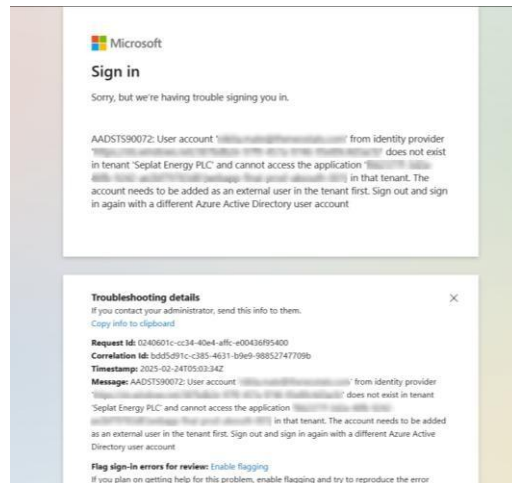 Microsoft
Sign in
Sorry, but we're having trouble signing you in.
AADSTS90072: User account ' ' from identity provider
' ' does not exist
in tenant 'Seplat Energy PLC' and cannot access the application '
in that tenant. The
account needs to be added as an external user in the tenant first. Sign out and sign
in again with a different Azure Active Directory user account
Troubleshooting details
If you contact your administrator, send this info to them.
Copy info to clipboard
Request Id: 0240601c-cc34-40e4-affc-e00436f95400
Correlation Id: bdd5d91c-c385-4631-b9e9-98852747709b
Timestamp: 2025-02-24T05:03:34Z
Message: AADSTS90072: User account ' ' from identity provider
' ' does not exist in tenant
'Seplat Energy PLC' and cannot access the application '
in that tenant. The account needs to be added
as an external user in the tenant first. Sign out and sign in again with a different Azure Active
Directory user account
Flag sign-in errors for review: Enable flagging
If you plan on getting help for this problem, enable flagging and try to reproduce the error